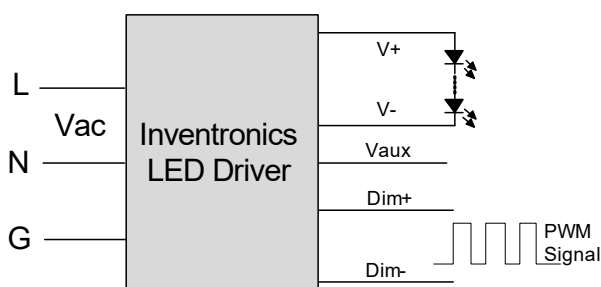 L
Vac
N
G
Inventronics
LED Driver
V+
V-
Vaux
Dim+
Dim-
PWM
Signal